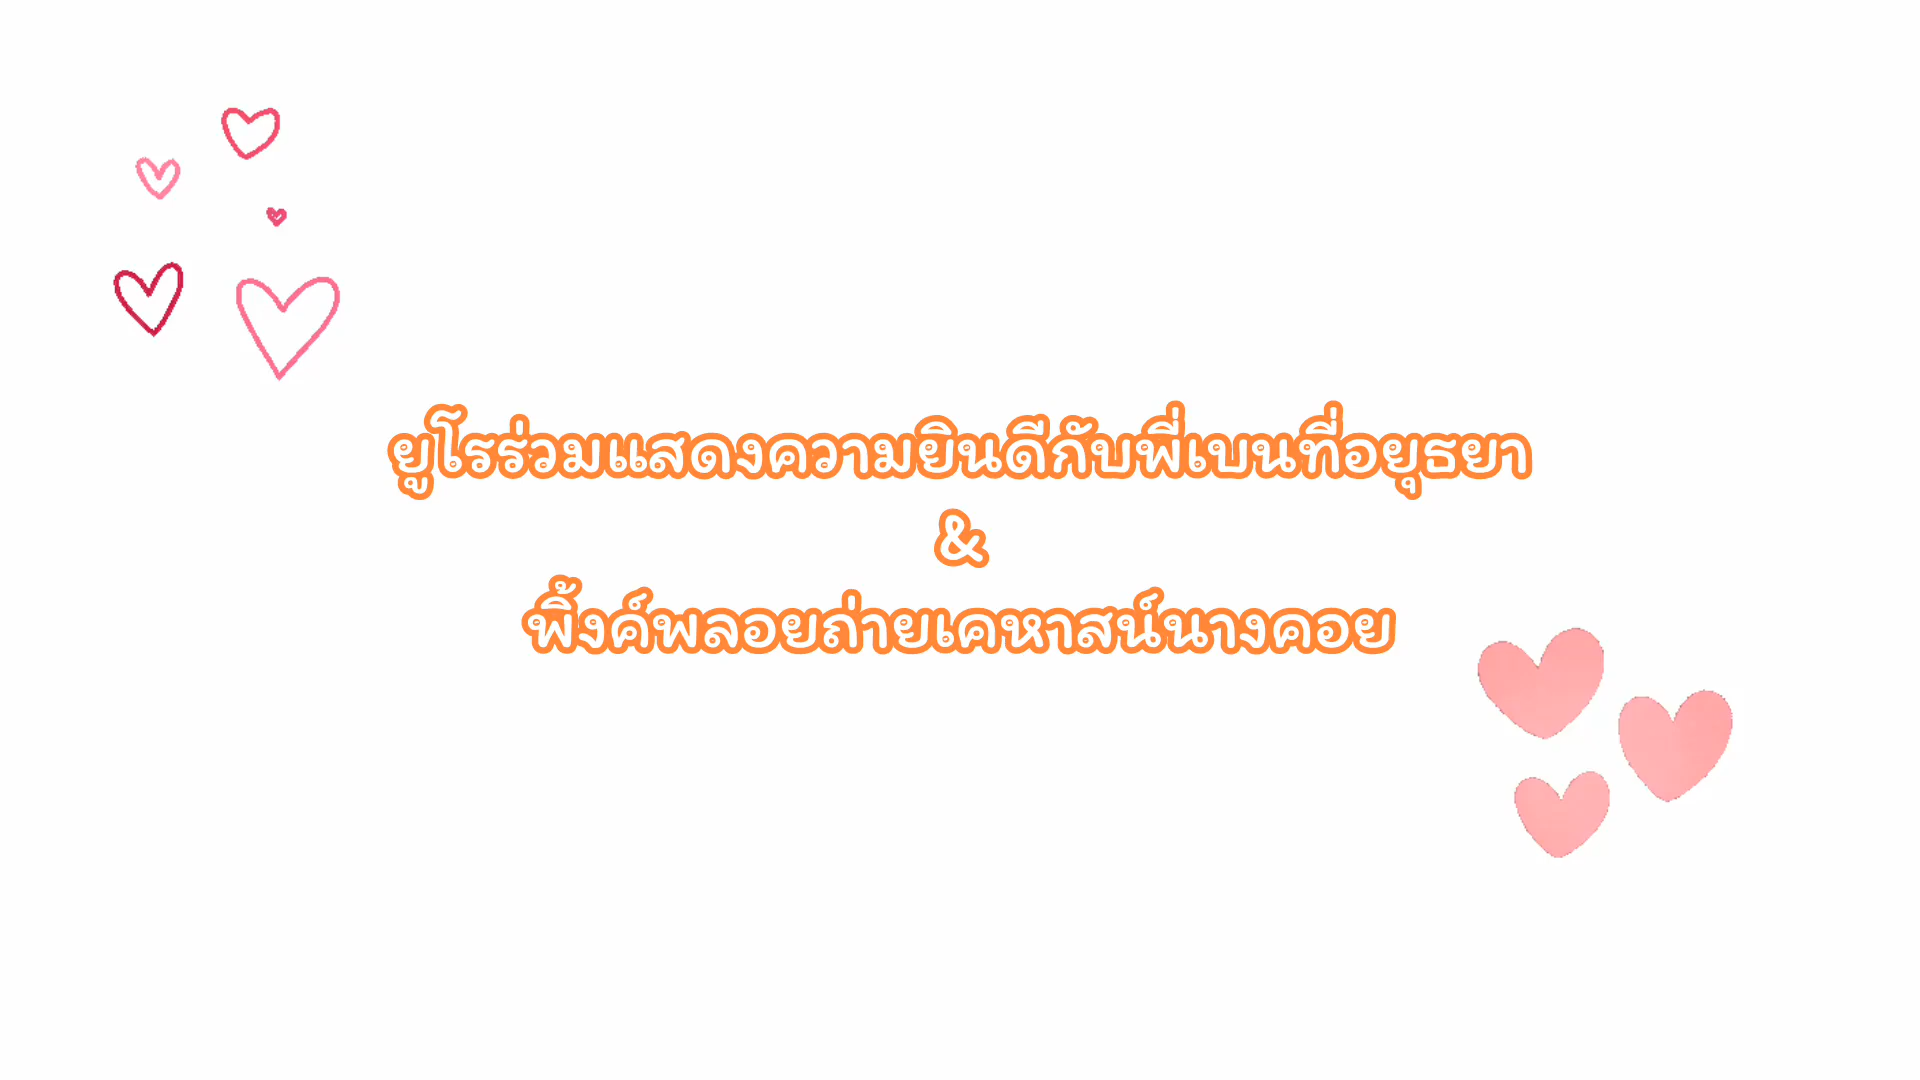 ยูโรร่วมแสดงความยินดีกับพี่เบนที่อยุธยา
&
พิ้งค์พลอยถ่ายเคหาสน์นางคอย